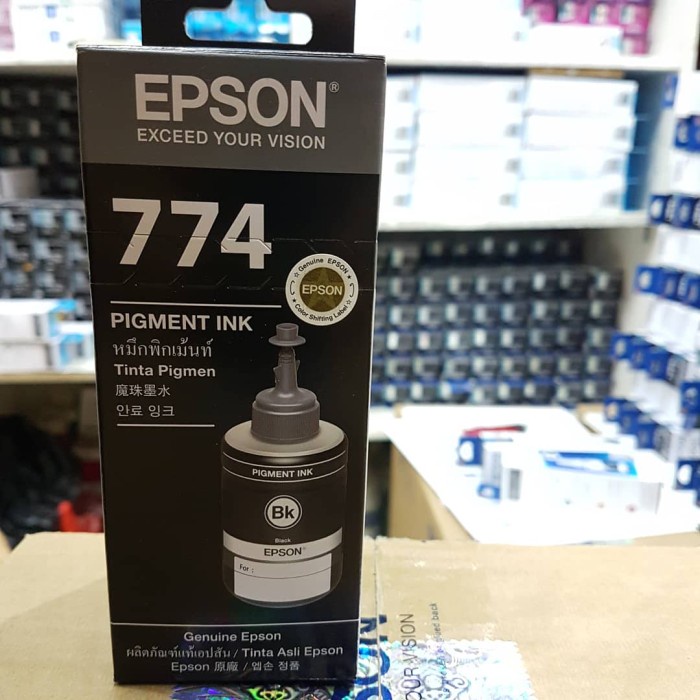 EPSON®
EXCEED YOUR VISION
774
Genuine EPSON
EPSON
Color Shifting Label
PIGMENT INK
หมึกพิกเม้นท์
Tinta Pigmen
魔珠墨水
안료 잉크
PIGMENT INK
Bk
Black
EPSON®
For :
Genuine Epson
ผลิตภัณฑ์แท้เอปสัน / Tinta Asli Epson
Epson 原廠 / 엡손 정품
OUR VISION